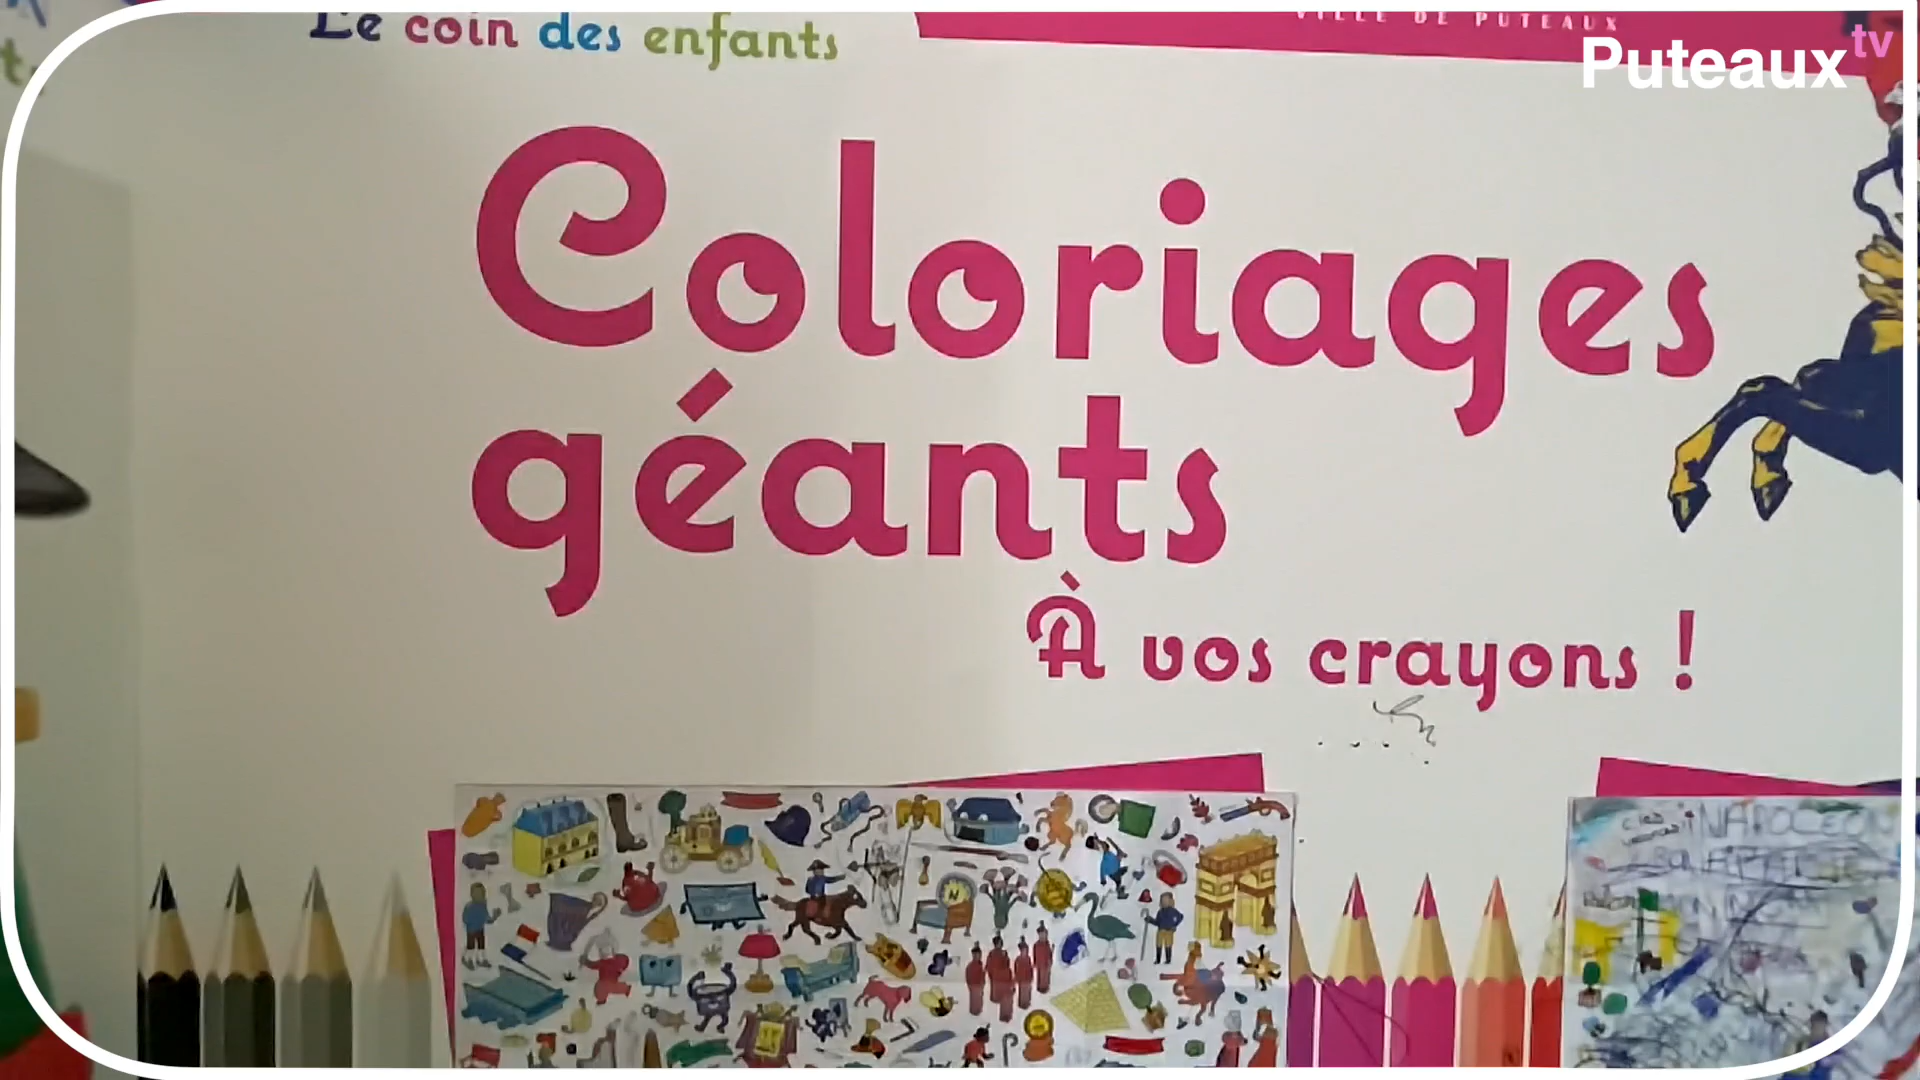 Le coin des enfants
VILLE DE PUTEAUX
Puteaux tv
Coloriages
géants
À vos crayons !